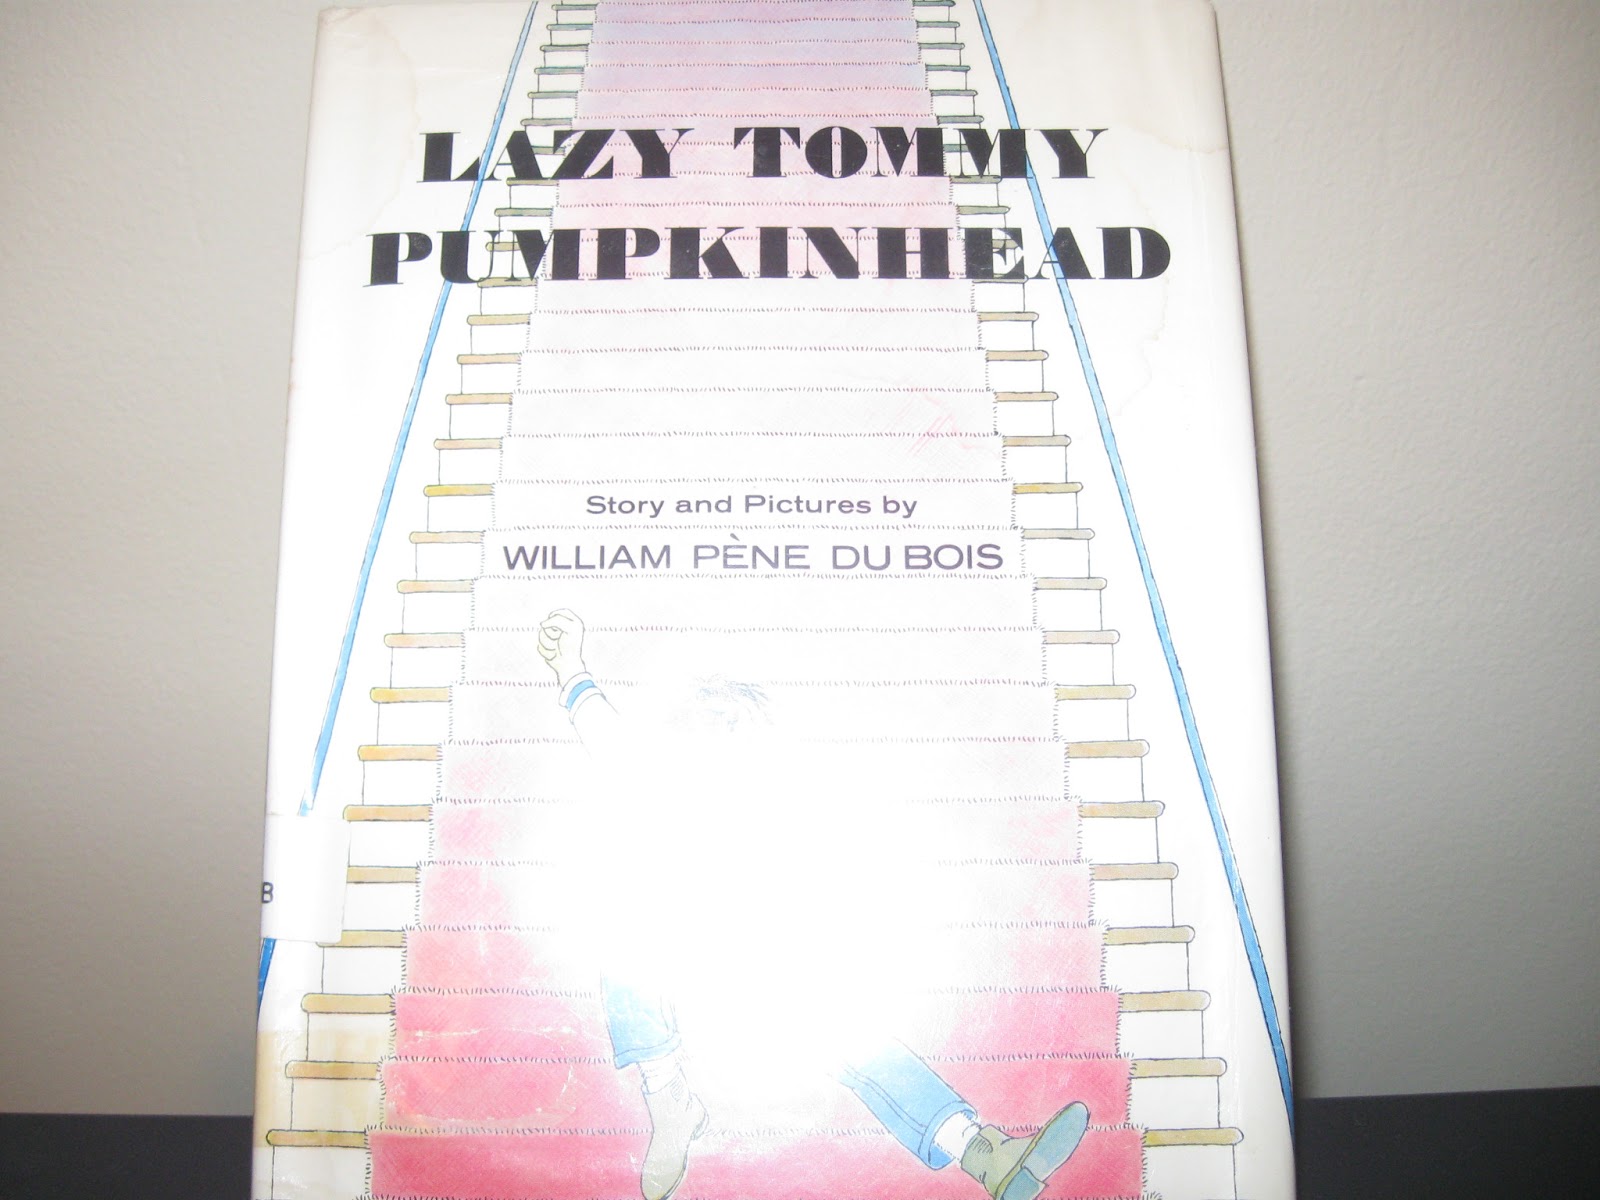 LAZY TOMMY
PUMPKINHEAD
Story and Pictures by
WILLIAM PÈNE DU BOIS
B